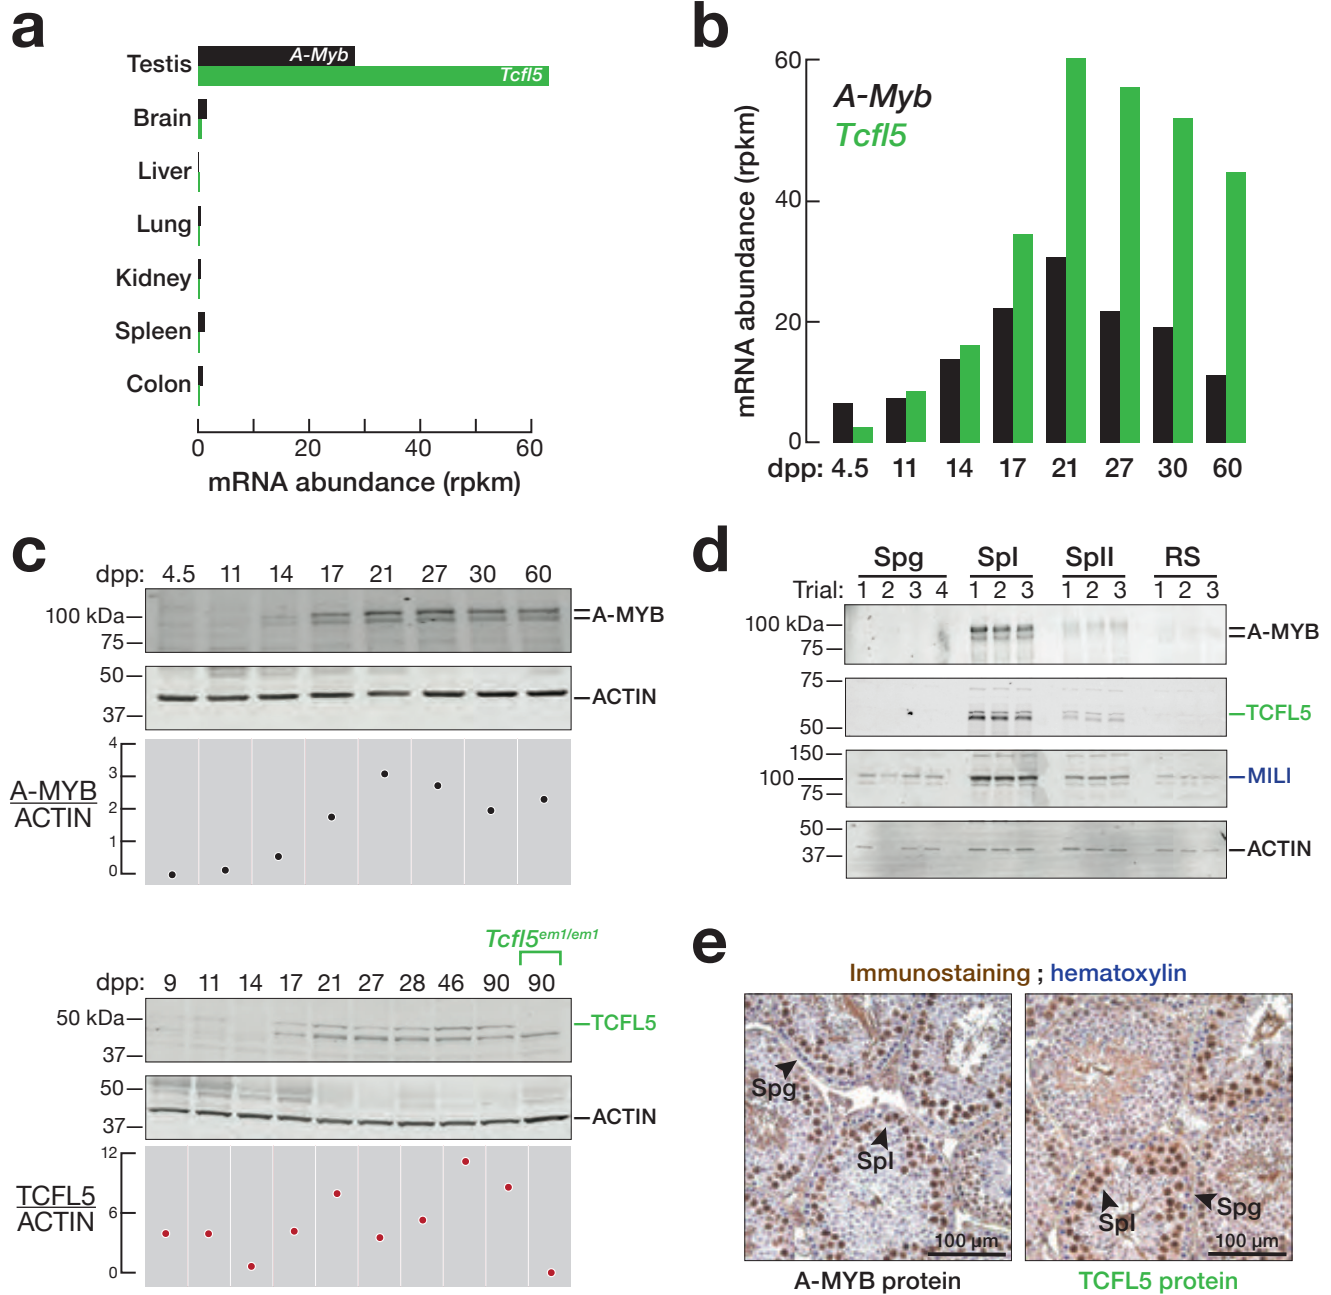 a
Testis
A-Myb
Tcfl5
Brain
Liver
Lung
Kidney
Spleen
Colon
0 20 40 60
mRNA abundance (rpkm)
b
mRNA abundance (rpkm)
60
40
20
0
A-Myb
Tcfl5
dpp: 4.5 11 14 17 21 27 30 60
c
dpp: 4.5 11 14 17 21 27 30 60
100 kDa
75
A-MYB
50
37
ACTIN
A-MYB
ACTIN
4
3
2
1
0
Tcfl5em1/em1
dpp: 9 11 14 17 21 27 28 46 90 90
50 kDa
37
TCFL5
50
37
ACTIN
TCFL5
ACTIN
12
6
0
d
Spg SpI SpII RS
Trial: 1 2 3 4 1 2 3 1 2 3 1 2 3
100 kDa
75
A-MYB
75
50
TCFL5
150
100
75
MILI
50
37
ACTIN
e
Immunostaining ; hematoxylin
Spg
SpI
100 µm
SpI
Spg
100 µm
A-MYB protein
TCFL5 protein